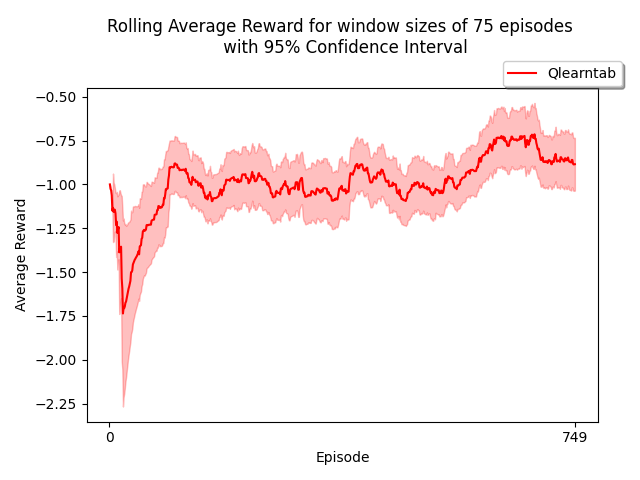 Rolling Average Reward for window sizes of 75 episodes
with 95% Confidence Interval
Qlearntab
−0.50
−0.75
−1.00
−1.25
−1.50
−1.75
−2.00
−2.25
Average Reward
0
749
Episode